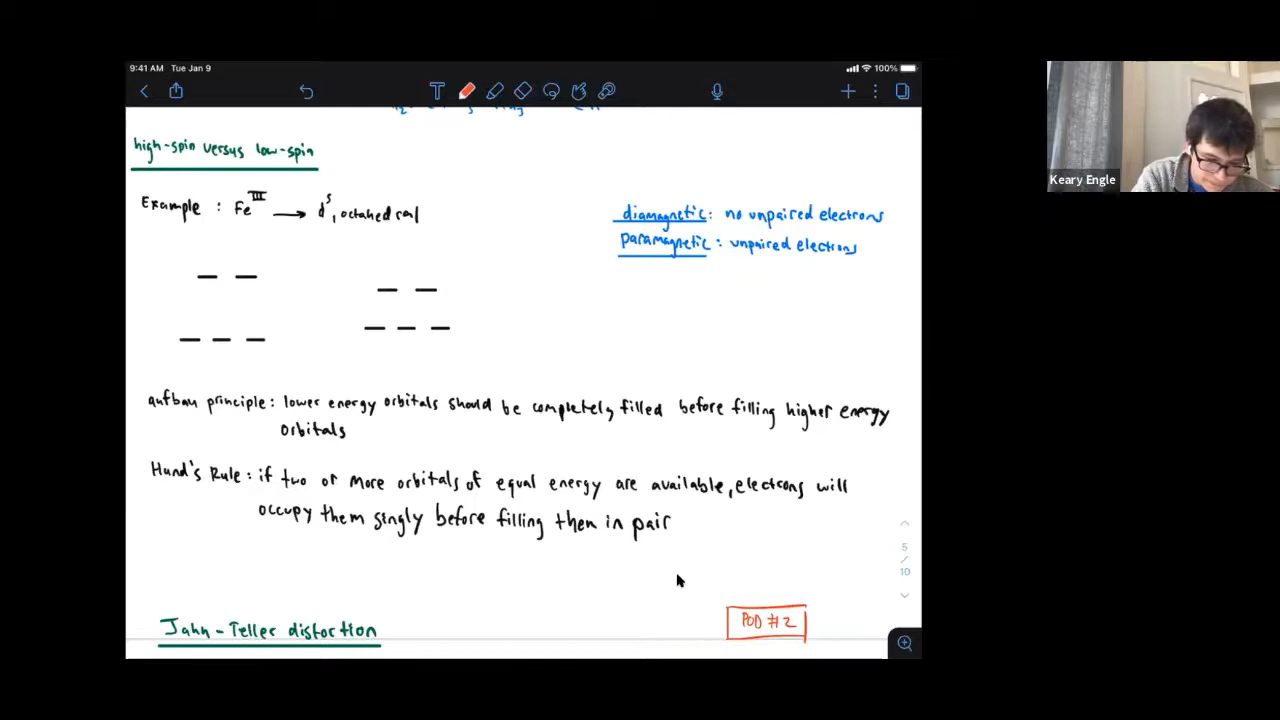 9:41 AM Tue Jan 9
100%
high-spin versus low-spin
Example : Fe^III → d^5, octahedral
diamagnetic: no unpaired electrons
paramagnetic: unpaired electrons
aufbau principle: lower energy orbitals should be completely filled before filling higher energy
orbitals
Hund's Rule: if two or more orbitals of equal energy are available, electrons will
occupy them singly before filling them in pair
5
/
10
Jahn-Teller distortion
POD #2
Keary Engle